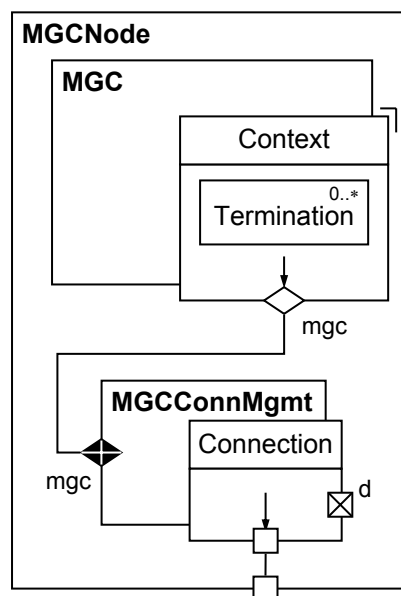 MGCNode
MGC
Context
0..*
Termination
mgc
MGCConnMgmt
Connection
mgc
d